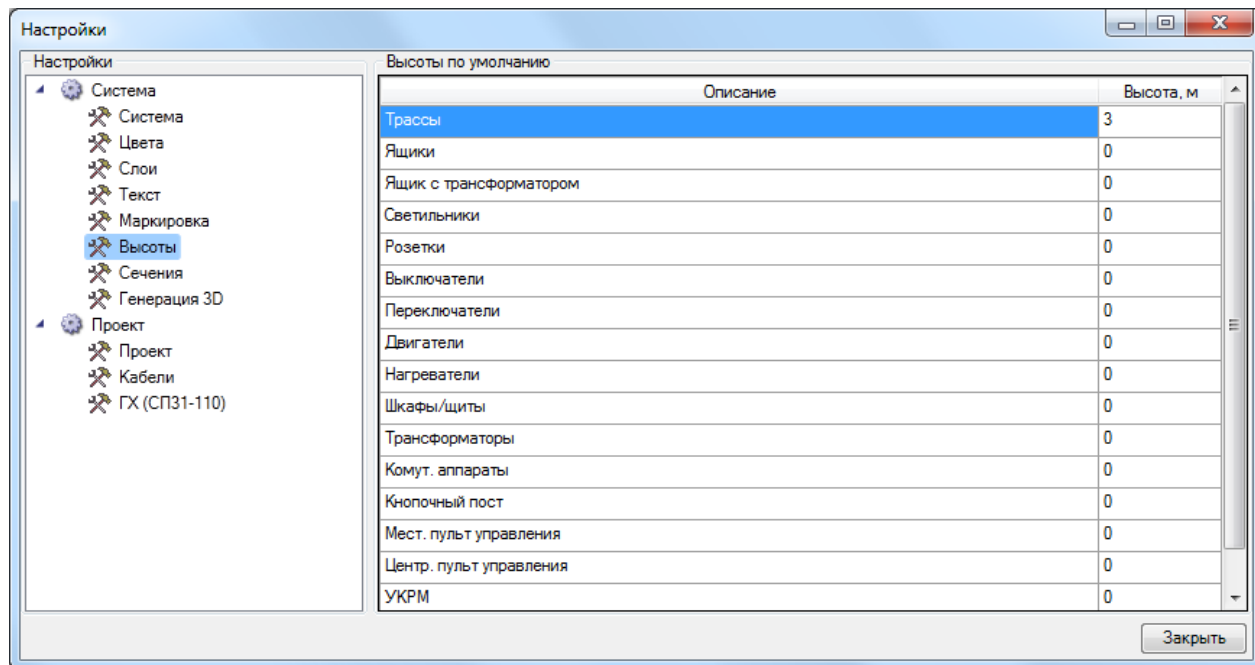 Настройки
Настройки
Система
Система
Цвета
Слои
Текст
Маркировка
Высоты
Сечения
Генерация 3D
Проект
Проект
Кабели
ГХ (СП31-110)
Высоты по умолчанию
Описание Высота, м
Трассы 3
Ящики 0
Ящик с трансформатором 0
Светильники 0
Розетки 0
Выключатели 0
Переключатели 0
Двигатели 0
Нагреватели 0
Шкафы/щиты 0
Трансформаторы 0
Комут. аппараты 0
Кнопочный пост 0
Мест. пульт управления 0
Центр. пульт управления 0
УКРМ 0
Закрыть